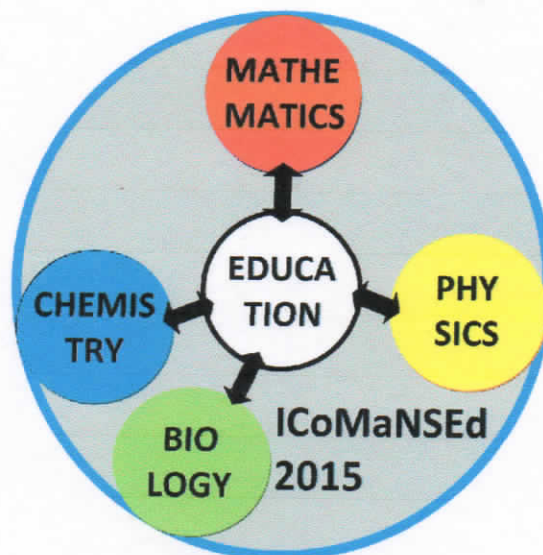 MATHE
MATICS
EDUCA
TION
CHEMIS
TRY
PHY
SICS
BIO
LOGY
ICoMaNSEd
2015